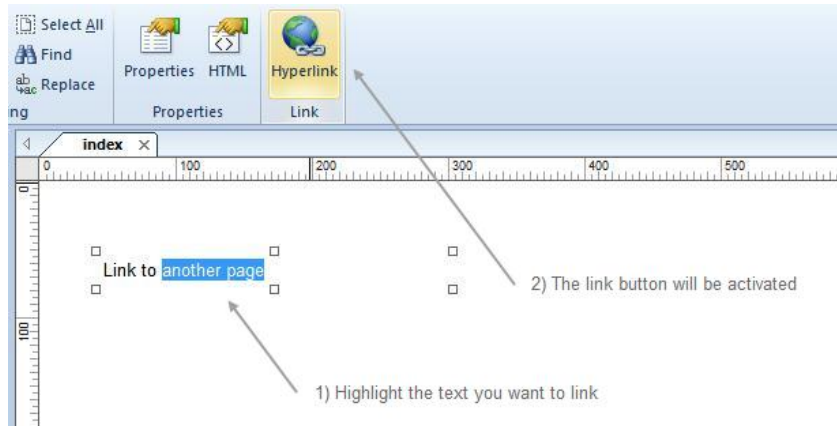 Select All
Find
Replace
Properties HTML
Hyperlink
ng
Properties
Link
index
0 100 200 300 400 500
0
Link to another page
2) The link button will be activated
100
1) Highlight the text you want to link